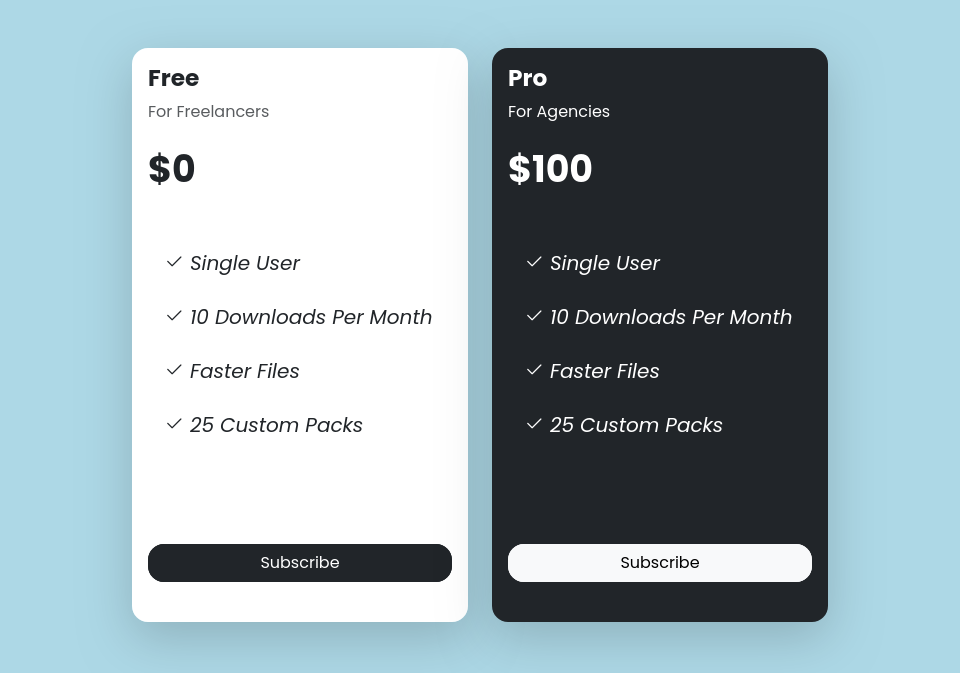 Free
For Freelancers
$0
Single User
10 Downloads Per Month
Faster Files
25 Custom Packs
Subscribe
Pro
For Agencies
$100
Single User
10 Downloads Per Month
Faster Files
25 Custom Packs
Subscribe